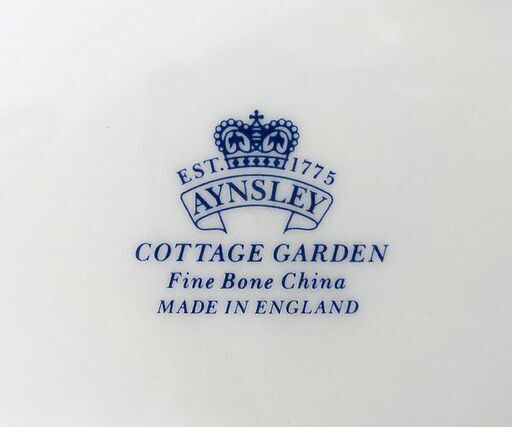 EST. 1775
AYNSLEY
COTTAGE GARDEN
Fine Bone China
MADE IN ENGLAND